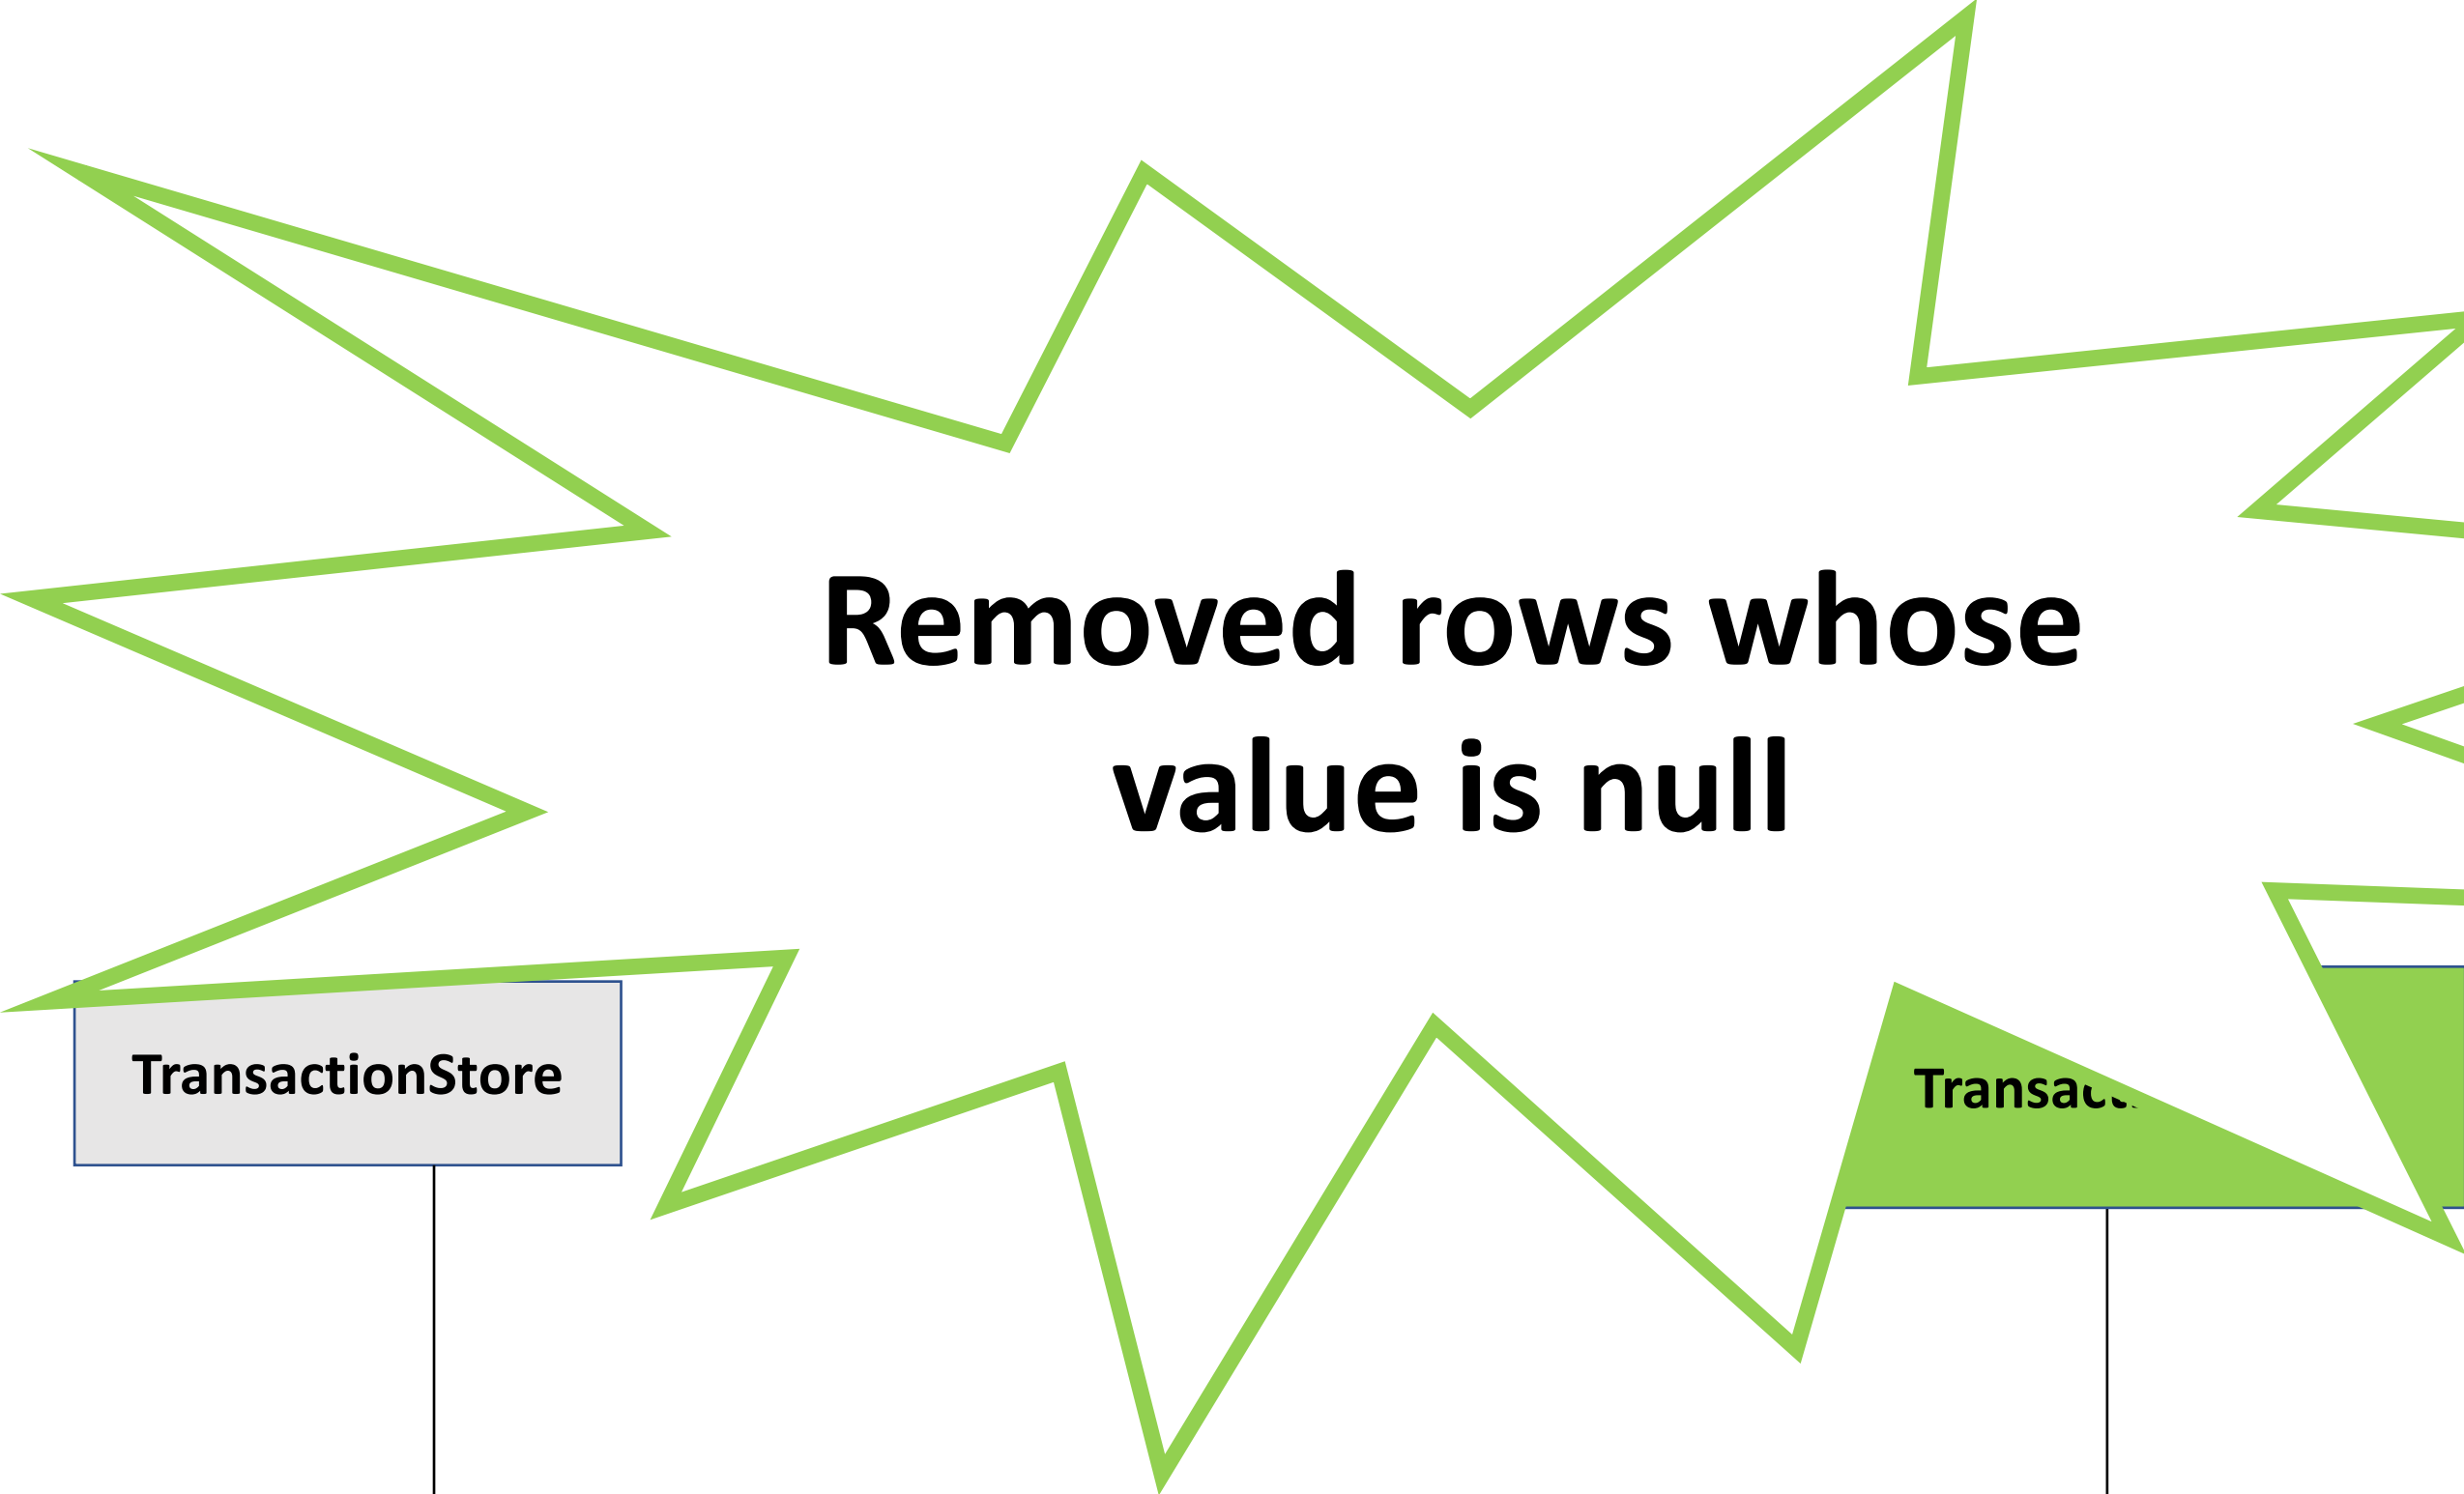 Removed rows whose
value is null
TransactionStore